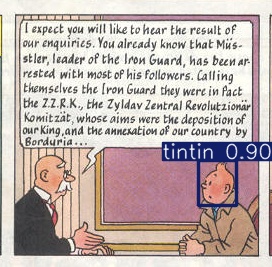 I expect you will like to hear the result of
our enquiries. You already know that Müs-
stler, leader of the Iron Guard, has been ar-
rested with most of his followers. Calling
themselves the Iron Guard they were in fact
the Z.Z.R.K., the Zyldav Zentral Revolutzionär
Komitzät, whose aims were the deposition of
our King, and the annexation of our country by
Borduria...
tintin 0.90